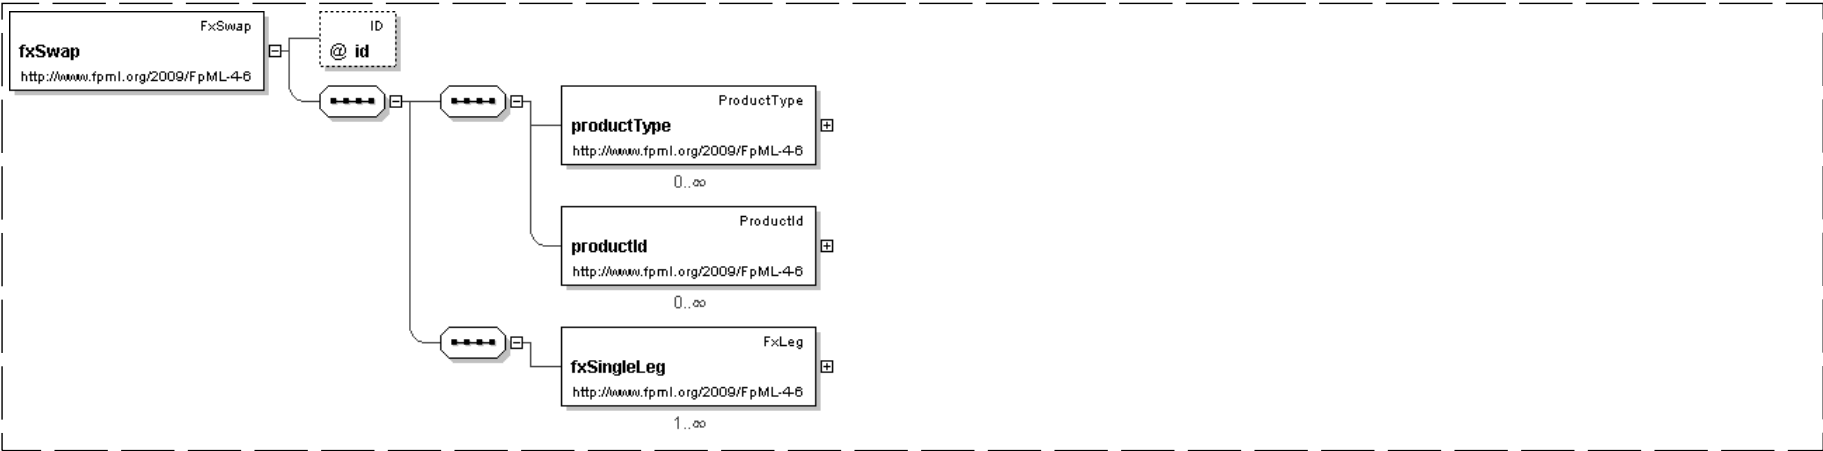 FxSwap
fxSwap
http://www.fpml.org/2009/FpML-4-6
ID
@ id
ProductType
productType
http://www.fpml.org/2009/FpML-4-6
0..∞
ProductId
productId
http://www.fpml.org/2009/FpML-4-6
0..∞
FxLeg
fxSingleLeg
http://www.fpml.org/2009/FpML-4-6
1..∞